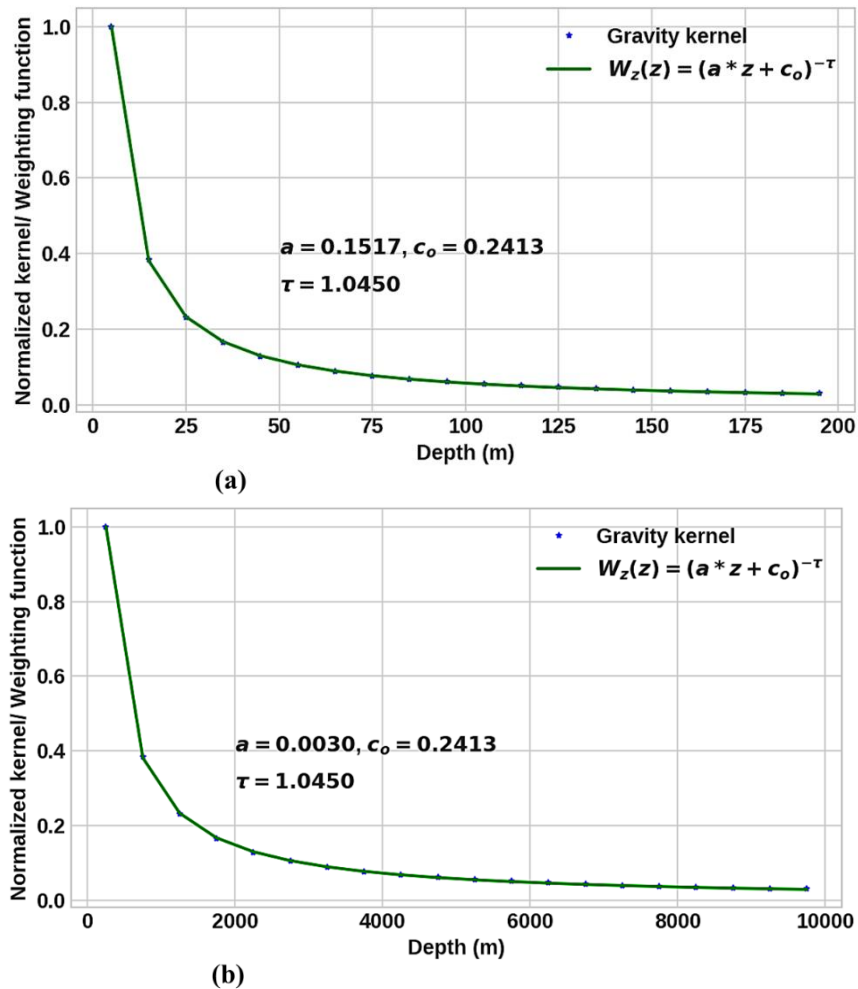 Normalized kernel/ Weighting function
1.0
0.8
0.6
0.4
0.2
0.0
Gravity kernel
W_z(z) = (a * z + c_o)^{-τ}
a = 0.1517, c_o = 0.2413
τ = 1.0450
0 25 50 75 100 125 150 175 200
Depth (m)
(a)
Normalized kernel/ Weighting function
1.0
0.8
0.6
0.4
0.2
0.0
Gravity kernel
W_z(z) = (a * z + c_o)^{-τ}
a = 0.0030, c_o = 0.2413
τ = 1.0450
0 2000 4000 6000 8000 10000
Depth (m)
(b)